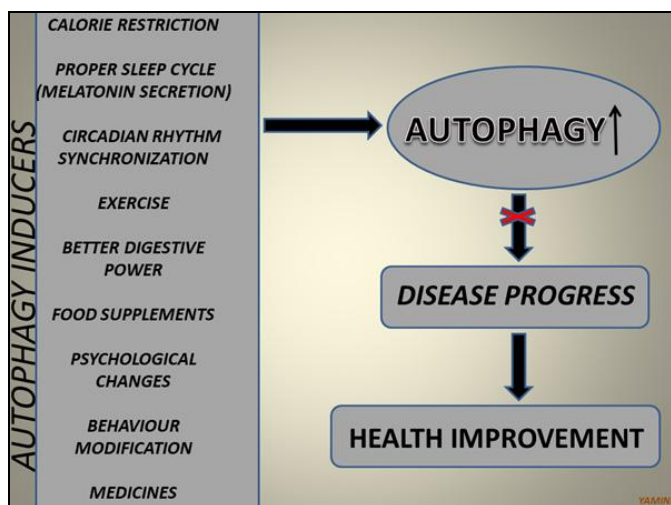 AUTOPHAGY INDUCERS
CALORIE RESTRICTION
PROPER SLEEP CYCLE
(MELATONIN SECRETION)
CIRCADIAN RHYTHM
SYNCHRONIZATION
EXERCISE
BETTER DIGESTIVE
POWER
FOOD SUPPLEMENTS
PSYCHOLOGICAL
CHANGES
BEHAVIOUR
MODIFICATION
MEDICINES
AUTOPHAGY
DISEASE PROGRESS
HEALTH IMPROVEMENT